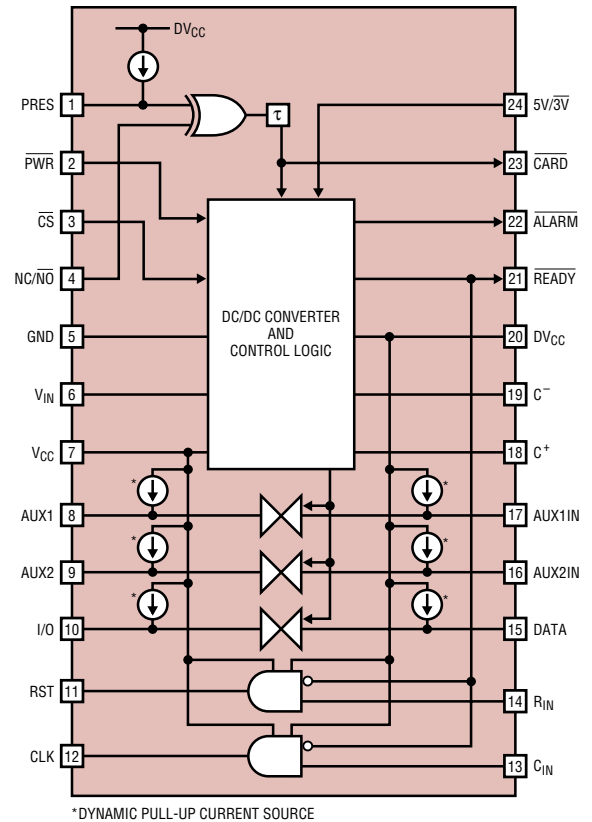 DVCC
PRES 1
24 5V/3V
τ
PWR 2
23 CARD
CS 3
22 ALARM
NC/NO 4
21 READY
DC/DC CONVERTER
AND
CONTROL LOGIC
GND 5
20 DVCC
VIN 6
19 C−
VCC 7
18 C+
*
*
AUX1 8
17 AUX1IN
*
*
AUX2 9
16 AUX2IN
*
*
I/O 10
15 DATA
RST 11
14 RIN
CLK 12
13 CIN
*DYNAMIC PULL-UP CURRENT SOURCE